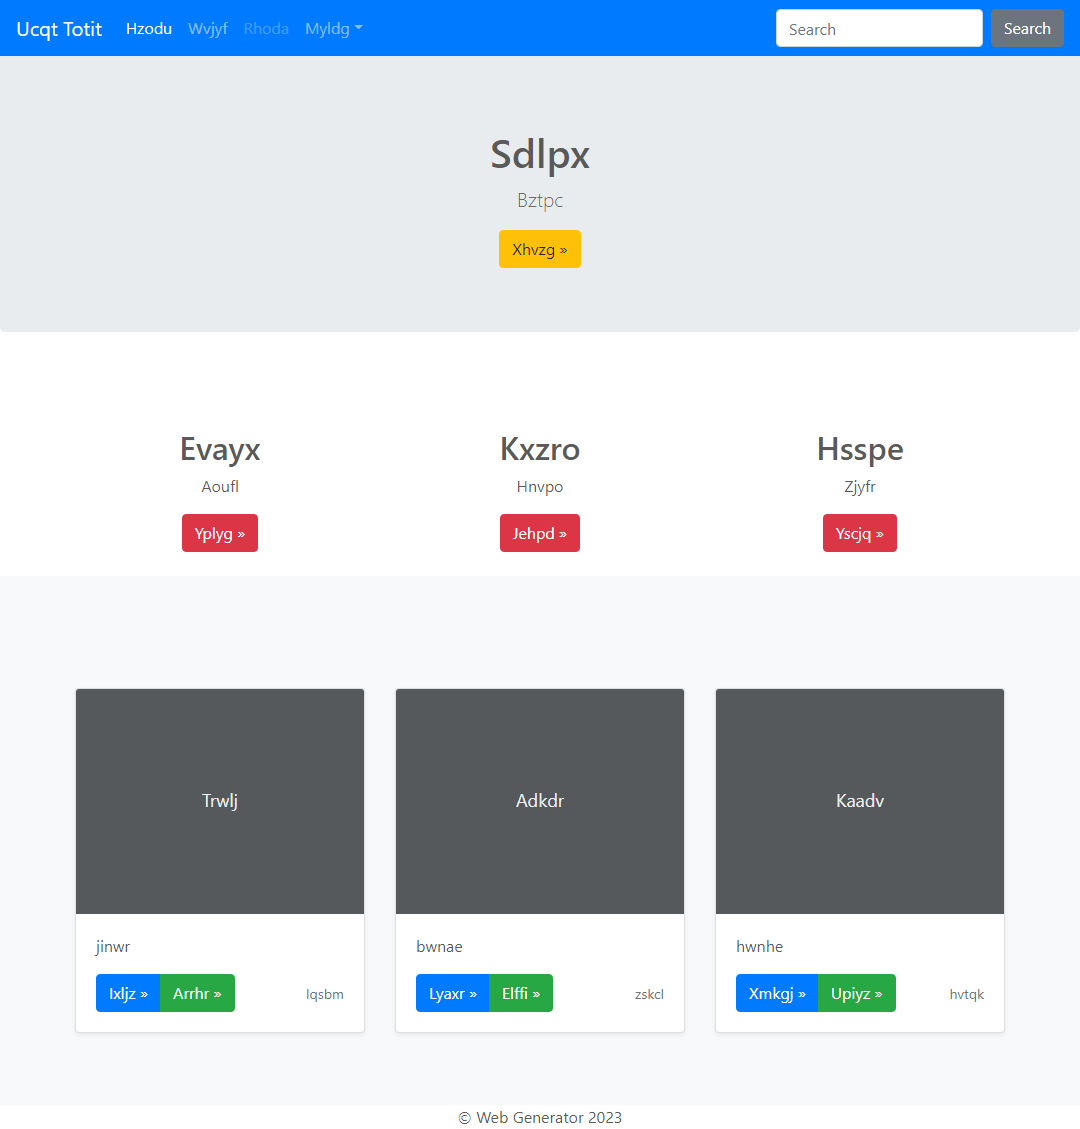 Ucqt Totit Hzodu Wvjyf Rhoda Myldg Search Search
Sdlpx
Bztpc
Xhvzg »
Evayx Kxzro Hsspe
Aoufl Hnvpo Zjyfr
Yplyg » Jehpd » Yscjq »
Trwlj Adkdr Kaadv
jinwr bwnae hwnhe
Ixljz » Arrhr » lqsbm Lyaxr » Elffi » zskcl Xmkgj » Upiyz » hvtqk
© Web Generator 2023